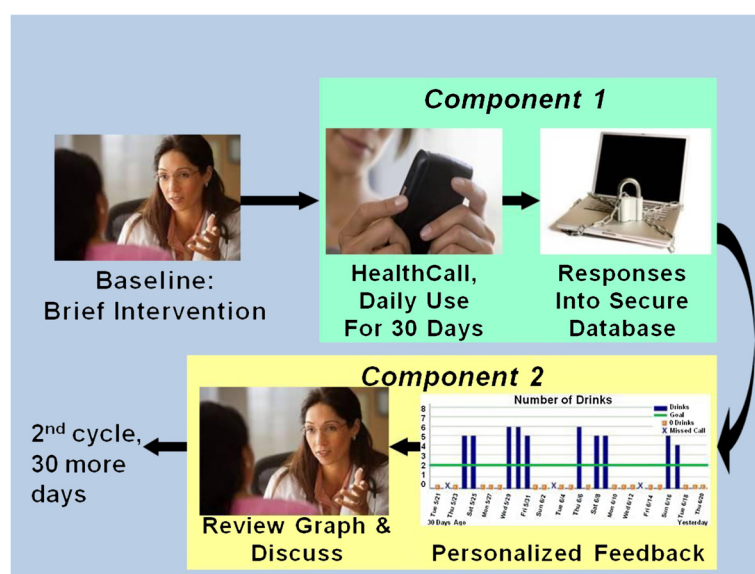 Component 1
Baseline:
Brief Intervention
HealthCall,
Daily Use
For 30 Days
Responses
Into Secure
Database
Component 2
Number of Drinks
8
7
6
5
4
3
2
1
0
Drinks
Goal
0 Drinks
X Missed Call
X
X
X
Tue 5/21
Thu 5/23
Sat 5/25
Mon 5/27
Wed 5/29
Fri 5/31
Sun 6/2
Tue 6/4
Thu 6/6
Sat 6/8
Mon 6/10
Wed 6/12
Fri 6/14
Sun 6/16
Tue 6/18
Thu 6/20
30 Days Ago
Yesterday
Personalized Feedback
Review Graph &
Discuss
2nd cycle,
30 more
days